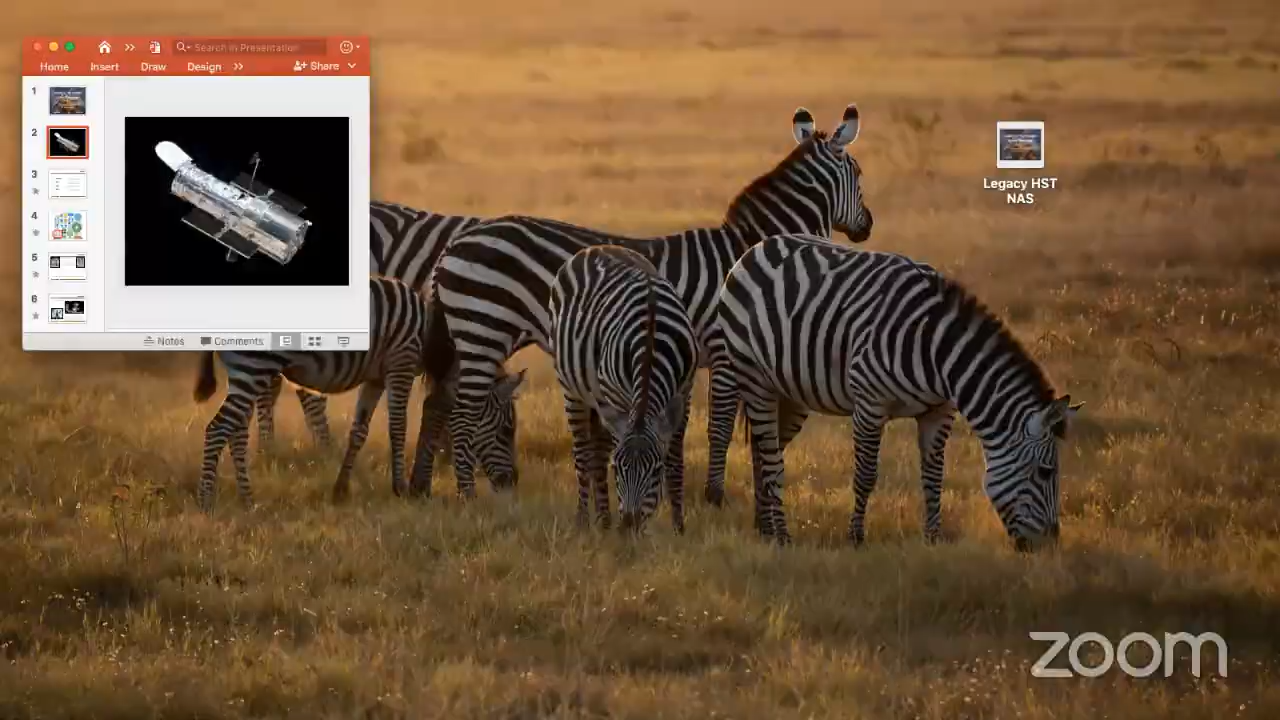 Search in Presentation
Home Insert Draw Design Share
1
2
3
4
5
6
Notes Comments
Legacy HST
NAS
zoom